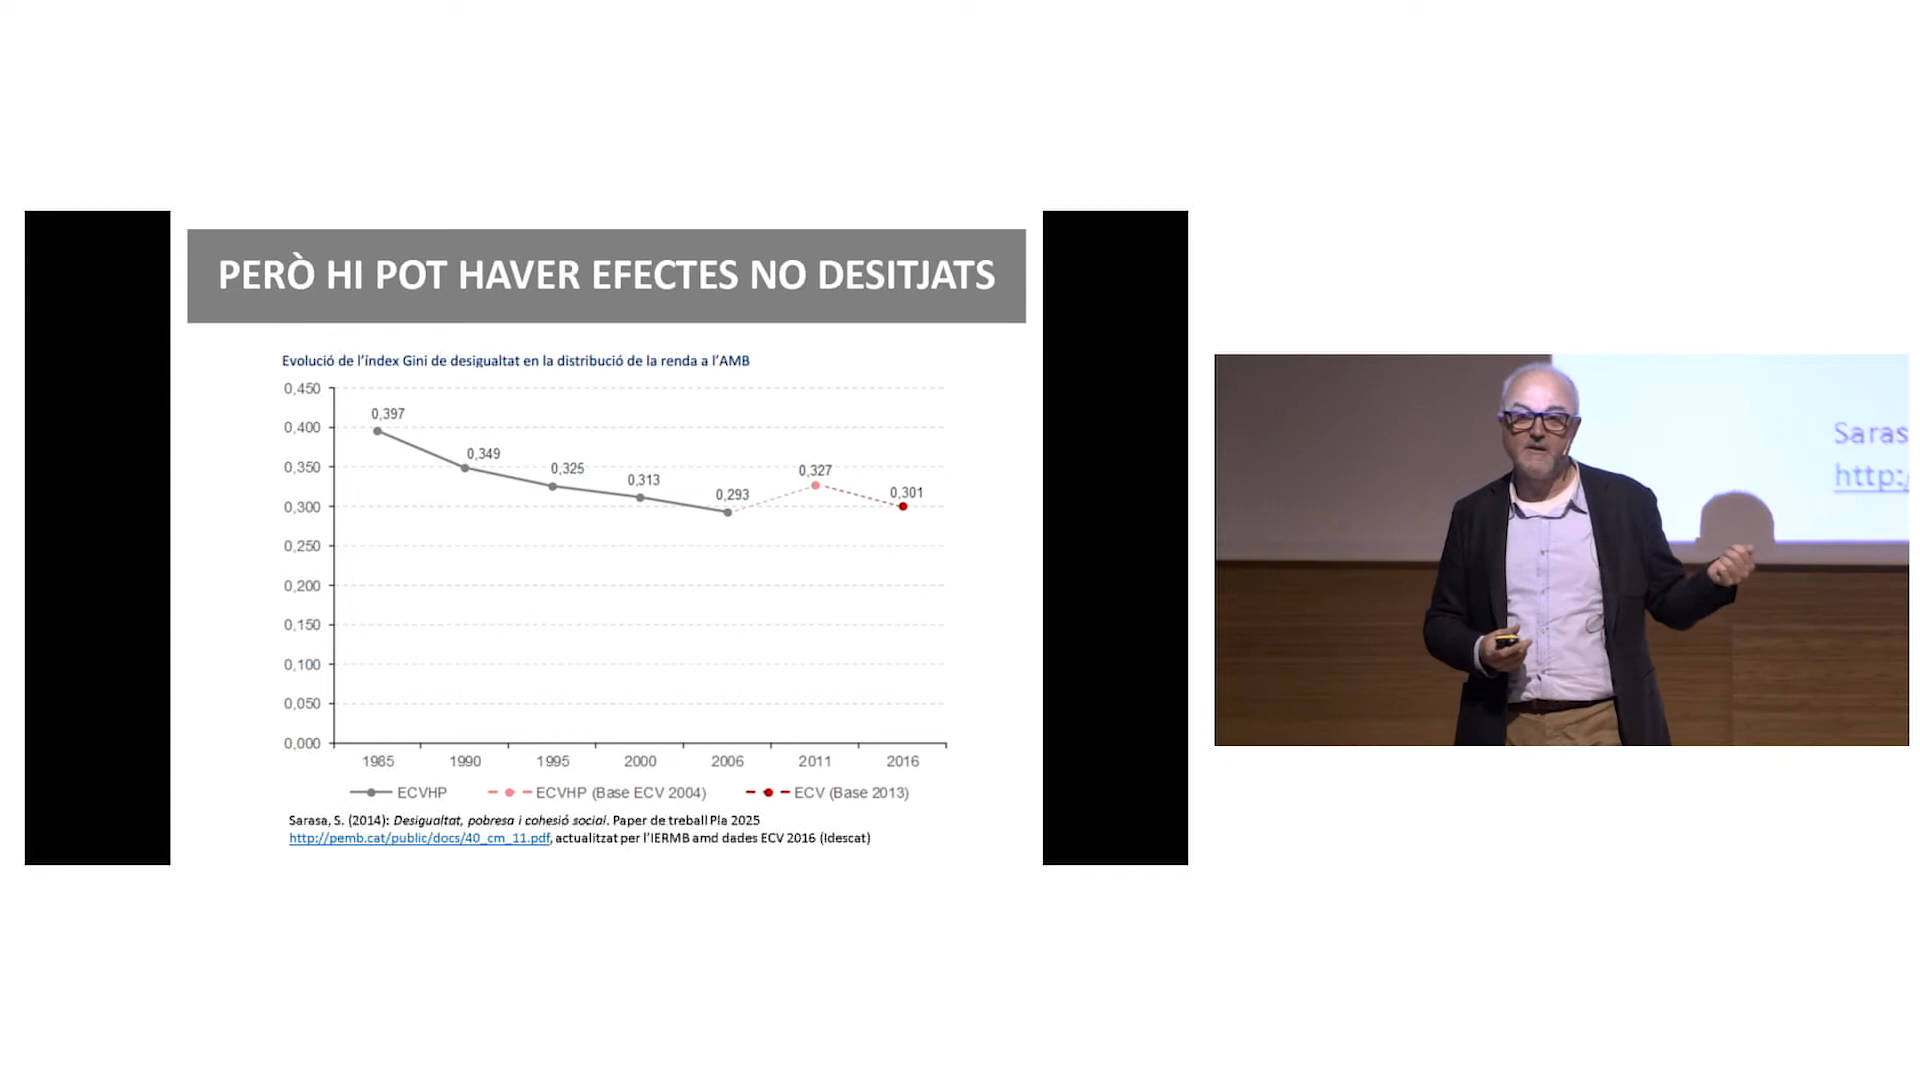 PERÒ HI POT HAVER EFECTES NO DESITJATS
Evolució de l'índex Gini de desigualtat en la distribució de la renda a l'AMB
0,450
0,400
0,350
0,300
0,250
0,200
0,150
0,100
0,050
0,000
0,397
0,349
0,325
0,313
0,293
0,327
0,301
1985 1990 1995 2000 2006 2011 2016
ECVHP ECVHP (Base ECV 2004) ECV (Base 2013)
Sarasa, S. (2014): Desigualtat, pobresa i cohesió social. Paper de treball Pla 2025
http://pemb.cat/public/docs/40_cm_11.pdf, actualitzat per l'IERMB amd dades ECV 2016 (Idescat)
Saras
http:/